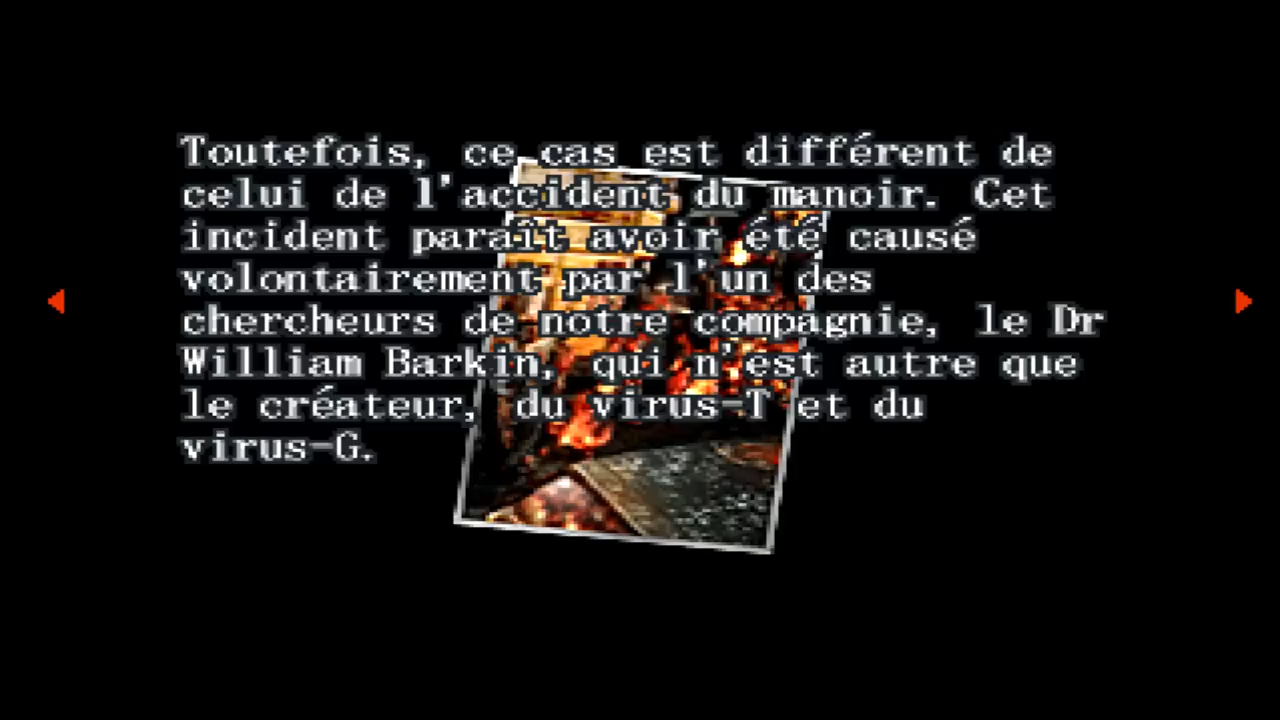 Toutefois, ce cas est différent de
celui de l'accident du manoir. Cet
incident paraît avoir été causé
volontairement par l'un des
chercheurs de notre compagnie, le Dr
William Barkin, qui n'est autre que
le créateur, du virus-T et du
virus-G.